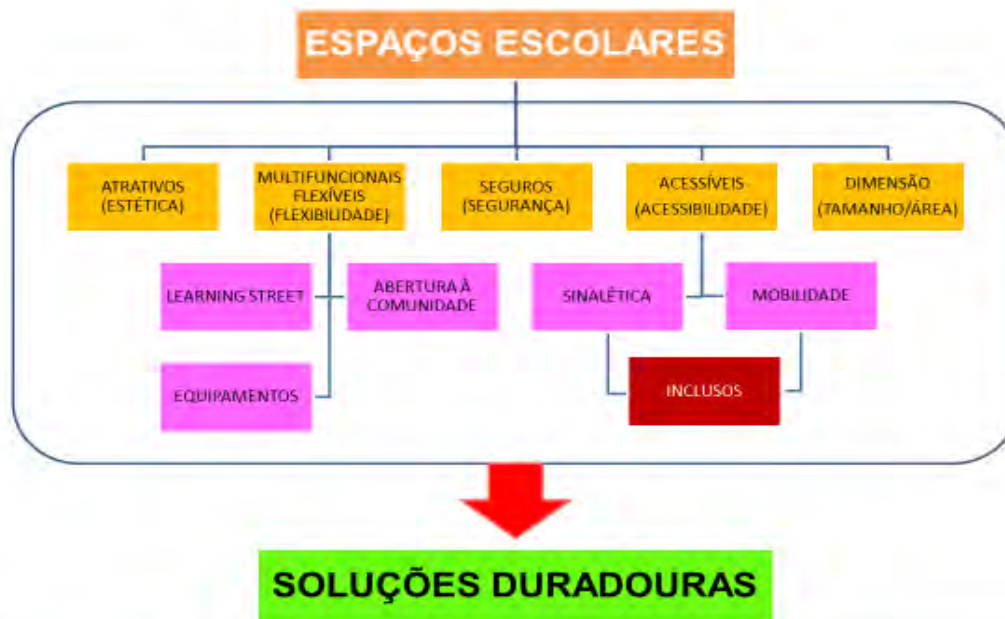 ESPAÇOS ESCOLARES
ATRATIVOS
(ESTÉTICA)
MULTIFUNCIONAIS
FLEXÍVEIS
(FLEXIBILIDADE)
SEGUROS
(SEGURANÇA)
ACESSÍVEIS
(ACESSIBILIDADE)
DIMENSÃO
(TAMANHO/ÁREA)
LEARNING STREET
ABERTURA À
COMUNIDADE
SINALÉTICA
MOBILIDADE
EQUIPAMENTOS
INCLUSOS
SOLUÇÕES DURADOURAS